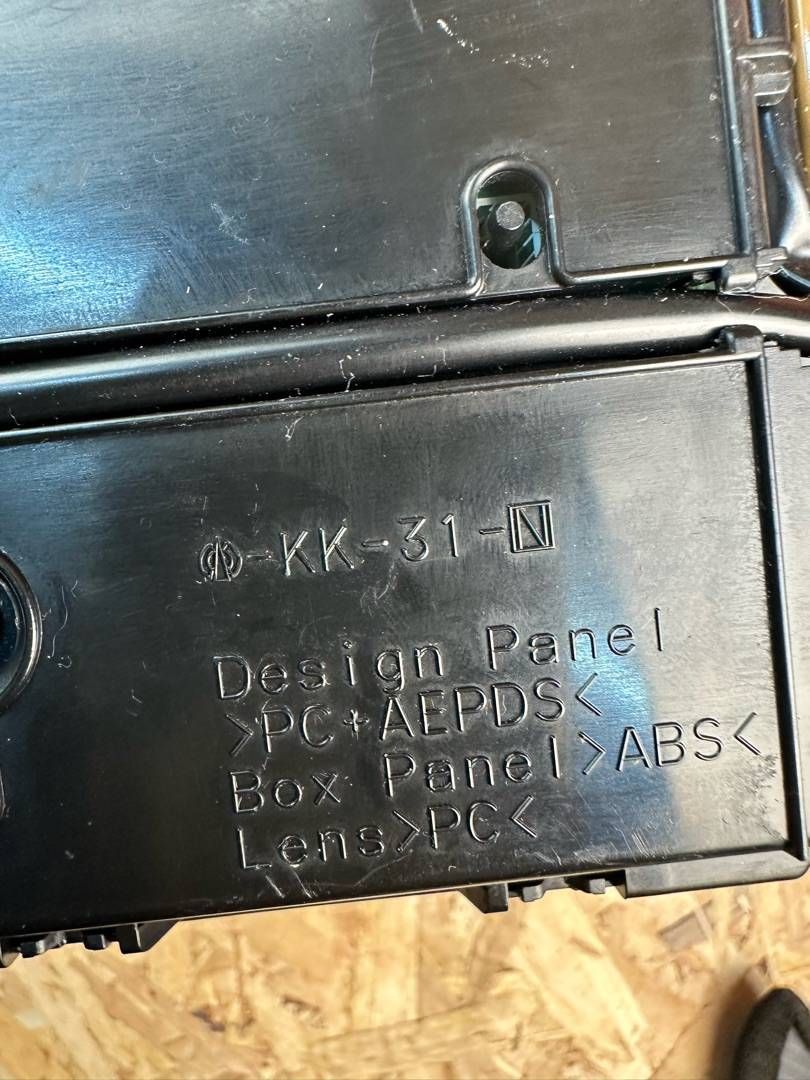 -KK-31-N
Design Panel
>PC+AEPDS<
Box Panel>ABS<
Lens>PC<